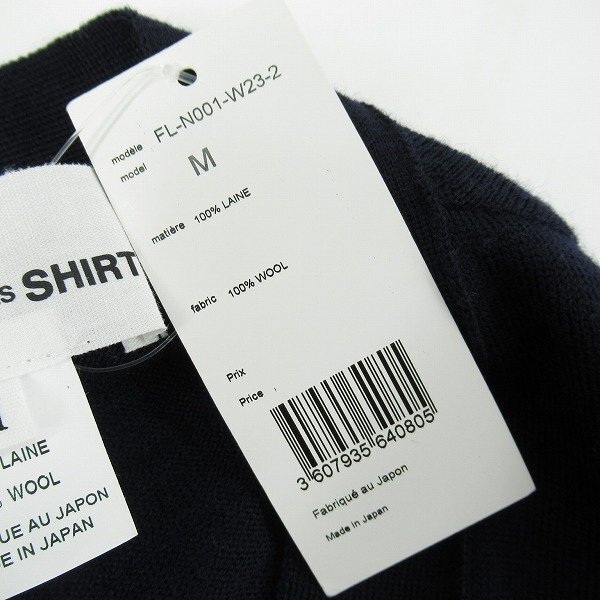 modèle
model FL-N001-W23-2
M
matière 100% LAINE
fabric 100% WOOL
Prix
Price
3 607935 640805
Fabriqué au Japon
Made in Japan
s SHIRT
LAINE
WOOL
UE AU JAPON
E IN JAPAN